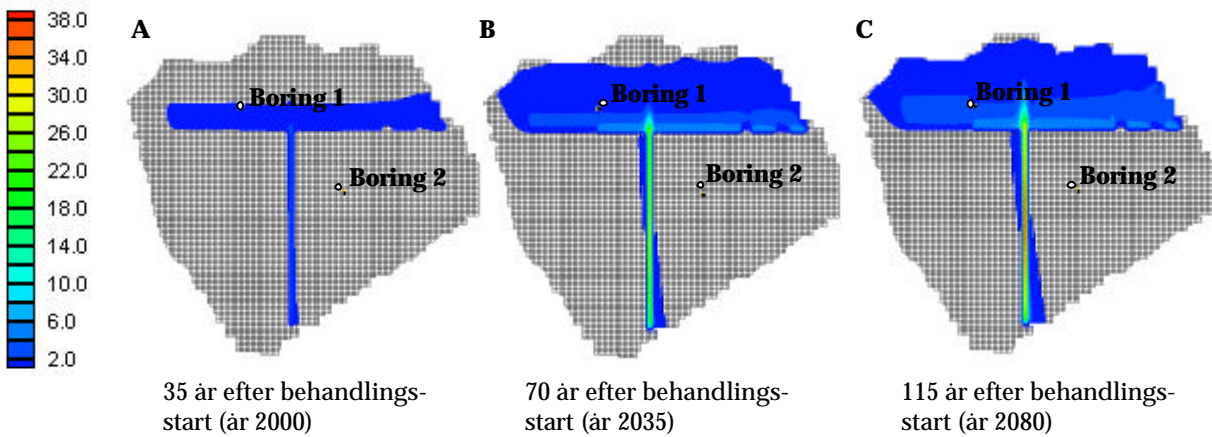 38.0
34.0
30.0
26.0
22.0
18.0
14.0
10.0
6.0
2.0
A
Boring 1
Boring 2
35 år efter behandlings-
start (år 2000)
B
Boring 1
Boring 2
70 år efter behandlings-
start (år 2035)
C
Boring 1
Boring 2
115 år efter behandlings-
start (år 2080)